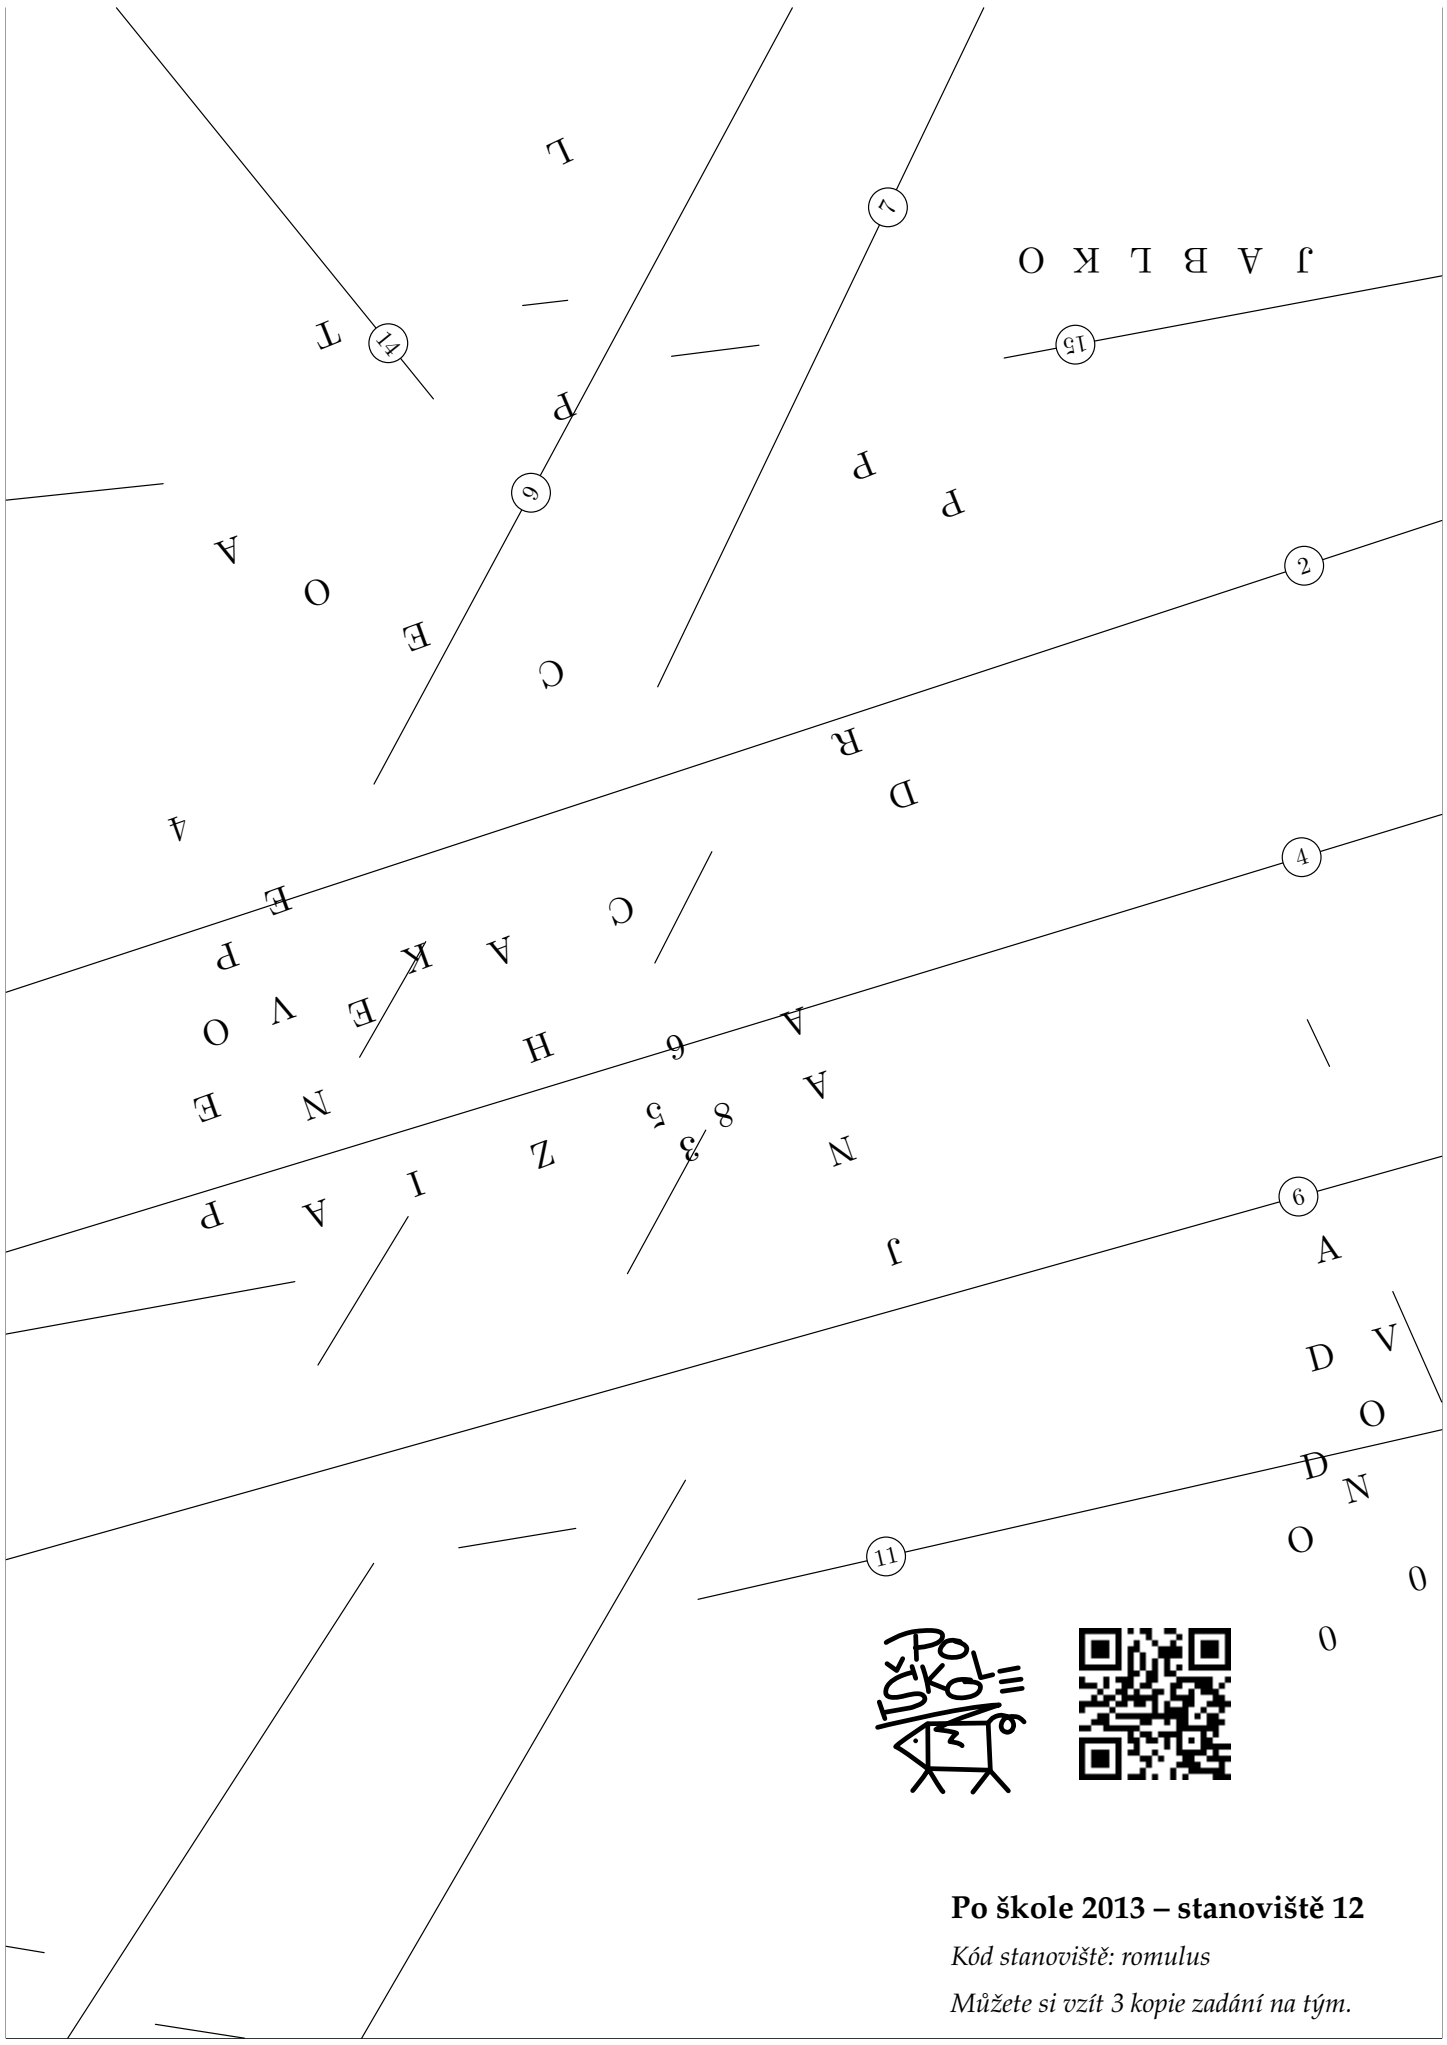 L
7
J A B L K O
T
14
15
P
9
P
P
A
2
O
E
C
R
D
4
4
E
C
P
K
A
V
E
O
A
H
6
N
E
A
5
8
3
N
Z
I
P
A
6
J
A
V
D
O
D
N
O
11
0
0
PO
ŠKOLE
Po škole 2013 – stanoviště 12
Kód stanoviště: romulus
Můžete si vzít 3 kopie zadání na tým.